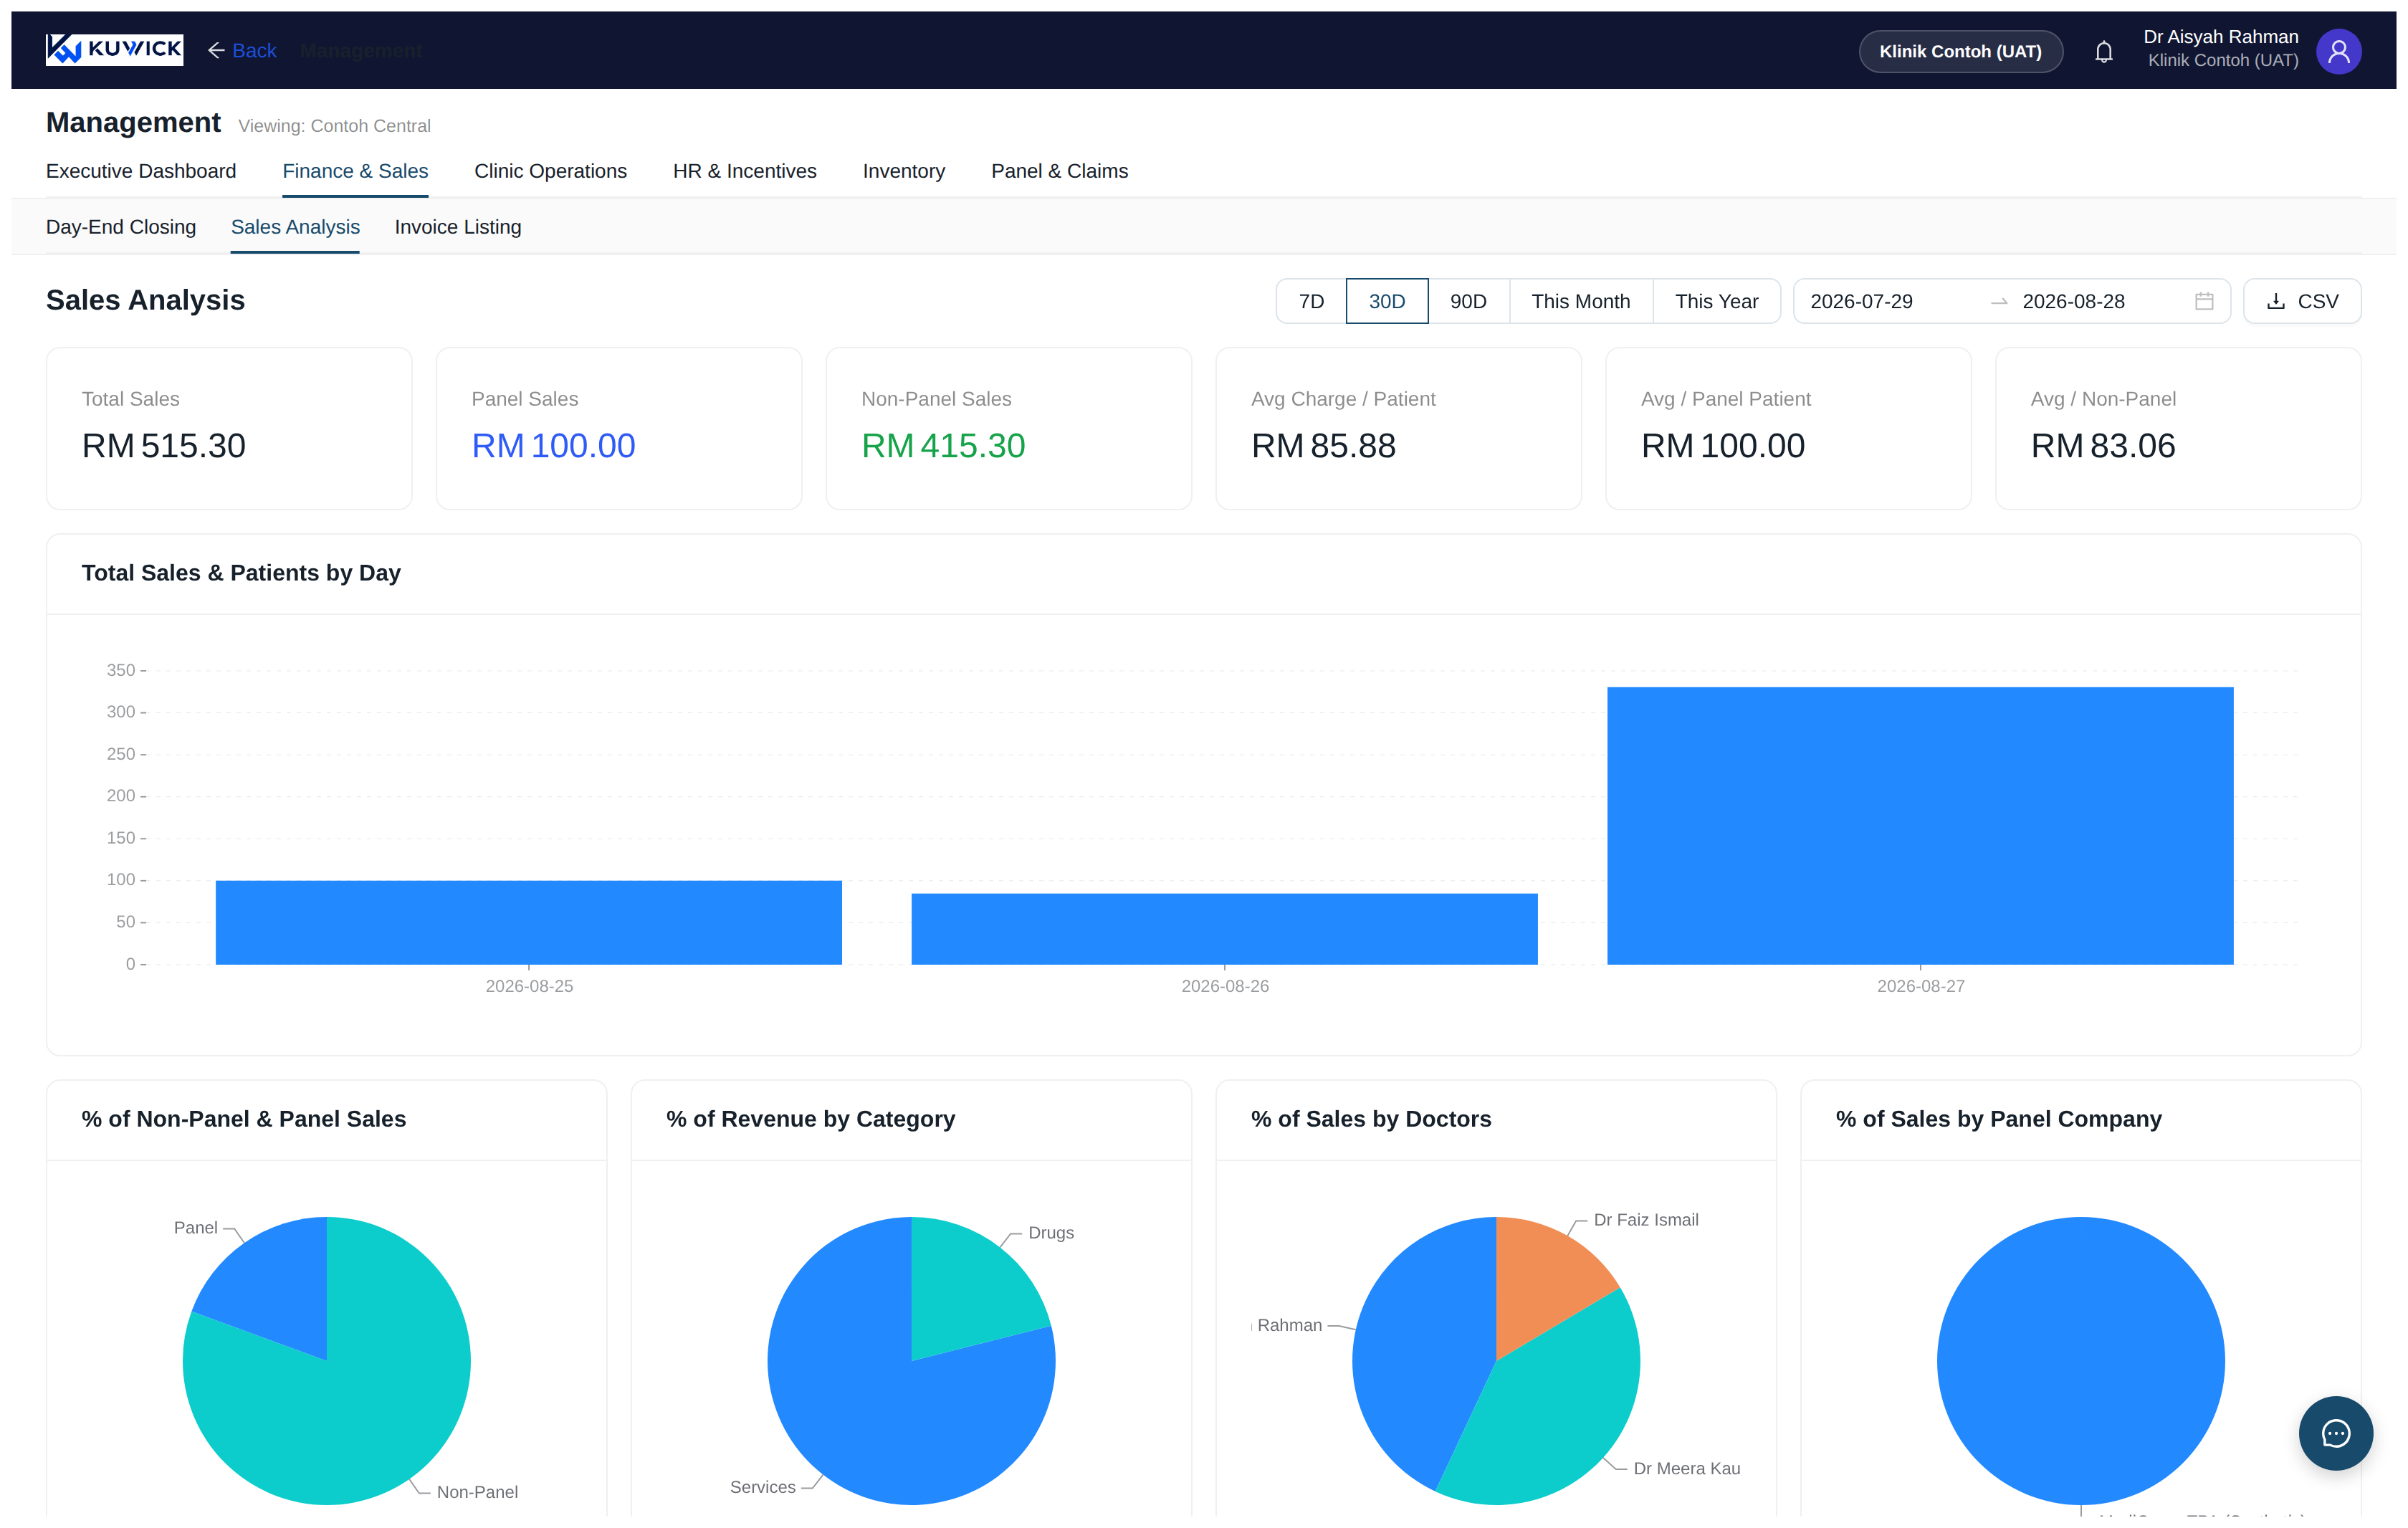 KUWICK
Back
Management
Klinik Contoh (UAT)
Dr Aisyah Rahman
Klinik Contoh (UAT)
Management
Viewing: Contoh Central
Executive Dashboard
Finance & Sales
Clinic Operations
HR & Incentives
Inventory
Panel & Claims
Day-End Closing
Sales Analysis
Invoice Listing
Sales Analysis
7D
30D
90D
This Month
This Year
2026-07-29
2026-08-28
CSV
Total Sales
RM 515.30
Panel Sales
RM 100.00
Non-Panel Sales
RM 415.30
Avg Charge / Patient
RM 85.88
Avg / Panel Patient
RM 100.00
Avg / Non-Panel
RM 83.06
Total Sales & Patients by Day
350
300
250
200
150
100
50
0
2026-08-25
2026-08-26
2026-08-27
% of Non-Panel & Panel Sales
Panel
Non-Panel
% of Revenue by Category
Drugs
Services
% of Sales by Doctors
Dr Faiz Ismail
Rahman
Dr Meera Kau
% of Sales by Panel Company